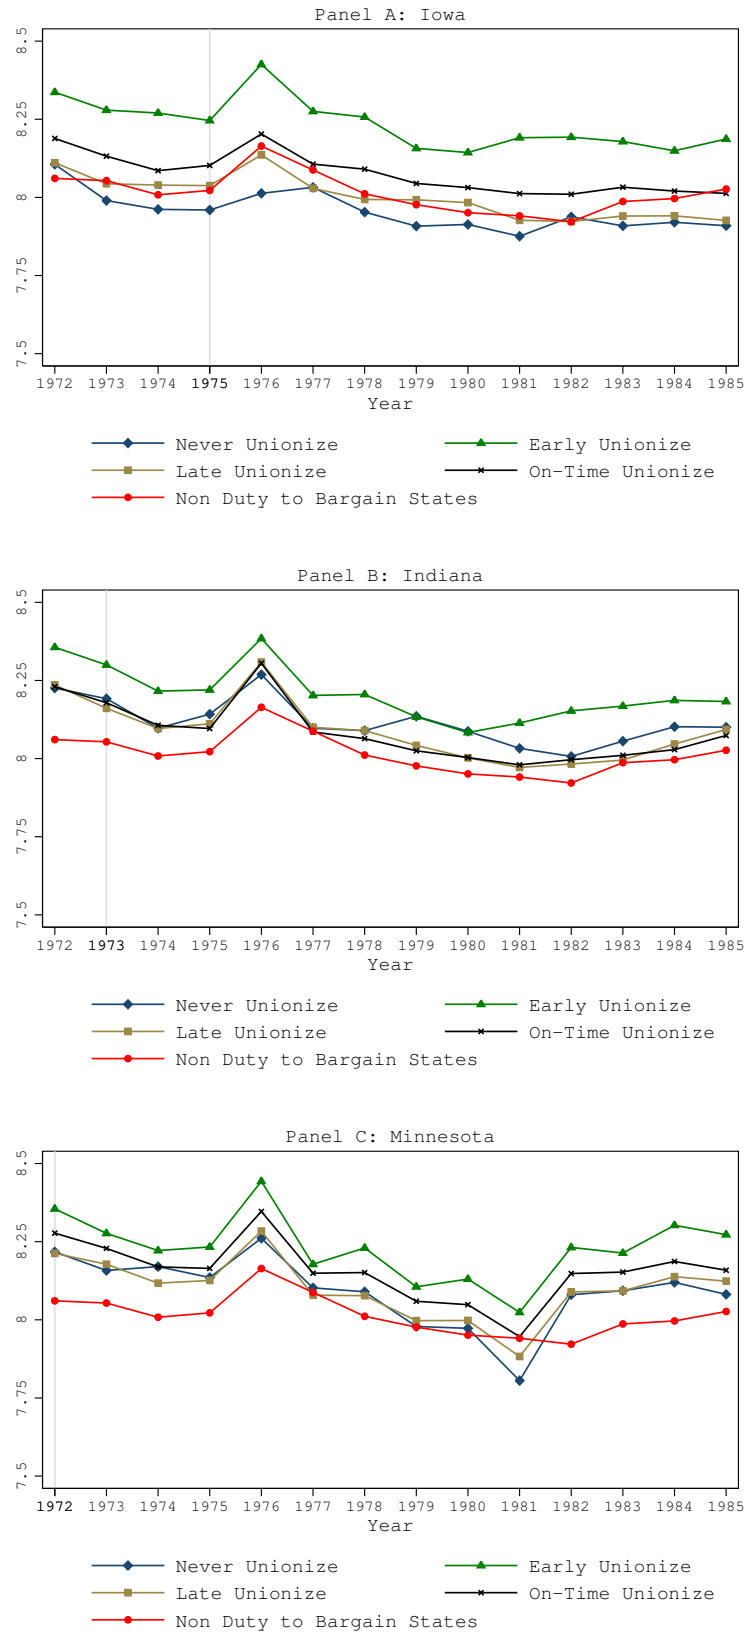 Panel A: Iowa
8.5
8.25
8
7.75
7.5
1972 1973 1974 1975 1976 1977 1978 1979 1980 1981 1982 1983 1984 1985
Year
Never Unionize Early Unionize
Late Unionize On-Time Unionize
Non Duty to Bargain States
Panel B: Indiana
8.5
8.25
8
7.75
7.5
1972 1973 1974 1975 1976 1977 1978 1979 1980 1981 1982 1983 1984 1985
Year
Never Unionize Early Unionize
Late Unionize On-Time Unionize
Non Duty to Bargain States
Panel C: Minnesota
8.5
8.25
8
7.75
7.5
1972 1973 1974 1975 1976 1977 1978 1979 1980 1981 1982 1983 1984 1985
Year
Never Unionize Early Unionize
Late Unionize On-Time Unionize
Non Duty to Bargain States